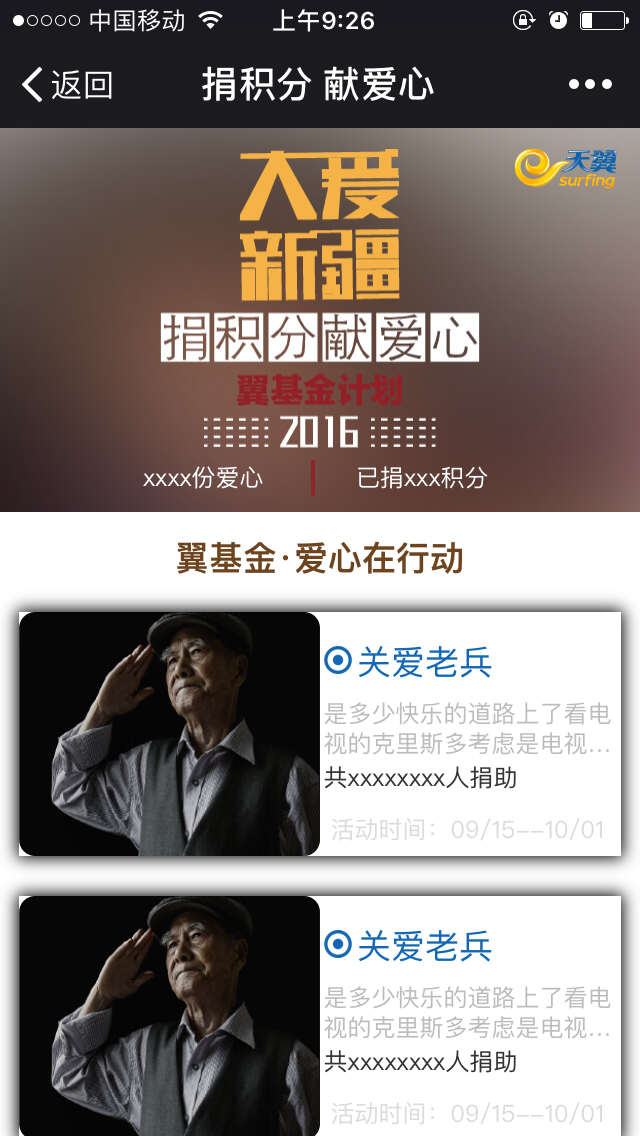 中国移动
上午9:26
返回
捐积分 献爱心
天翼
surfing
大爱
新疆
捐积分献爱心
翼基金计划
2016
xxxx份爱心
已捐xxx积分
翼基金·爱心在行动
关爱老兵
是多少快乐的道路上了看电
视的克里斯多考虑是电视...
共xxxxxxxx人捐助
活动时间：09/15--10/01
关爱老兵
是多少快乐的道路上了看电
视的克里斯多考虑是电视...
共xxxxxxxx人捐助
活动时间：09/15--10/01